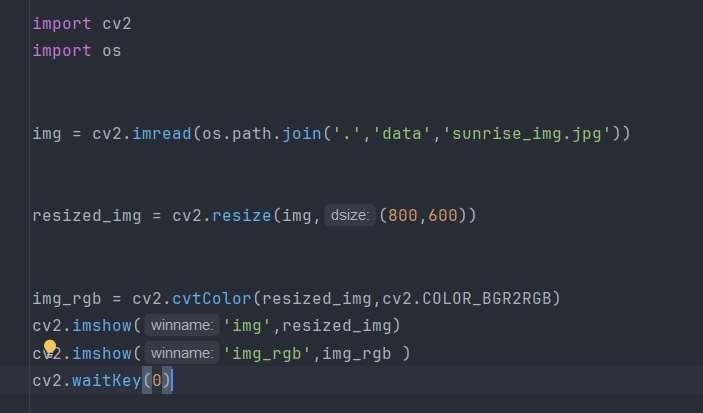 import cv2
import os
img = cv2.imread(os.path.join('.','data','sunrise_img.jpg'))
resized_img = cv2.resize(img, dsize: (800,600))
img_rgb = cv2.cvtColor(resized_img,cv2.COLOR_BGR2RGB)
cv2.imshow( winname: 'img',resized_img)
cv2.imshow( winname: 'img_rgb',img_rgb )
cv2.waitKey(0)